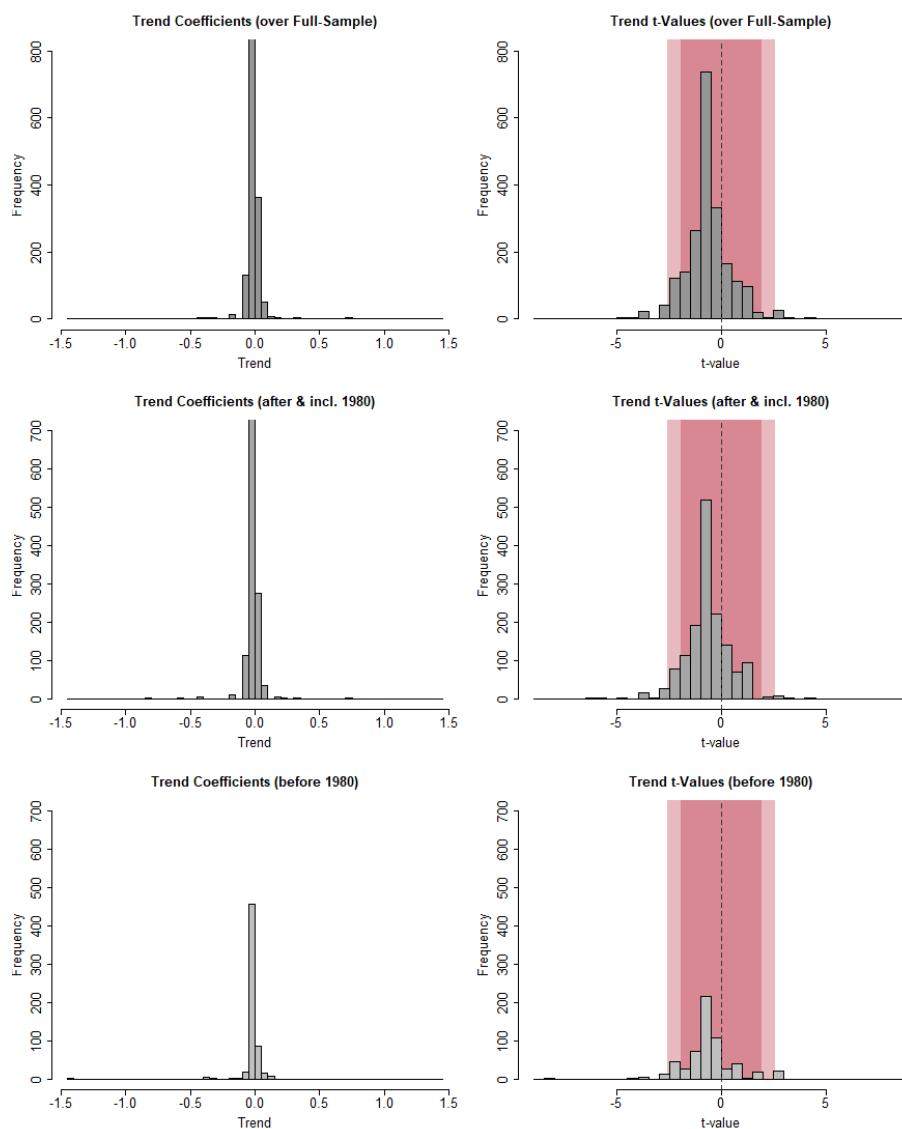 Trend Coefficients (over Full-Sample)
Frequency
800
600
400
200
0
-1.5 -1.0 -0.5 0.0 0.5 1.0 1.5
Trend
Trend t-Values (over Full-Sample)
Frequency
800
600
400
200
0
-5 0 5
t-value
Trend Coefficients (after & incl. 1980)
Frequency
700
600
500
400
300
200
100
0
-1.5 -1.0 -0.5 0.0 0.5 1.0 1.5
Trend
Trend t-Values (after & incl. 1980)
Frequency
700
600
500
400
300
200
100
0
-5 0 5
t-value
Trend Coefficients (before 1980)
Frequency
700
600
500
400
300
200
100
0
-1.5 -1.0 -0.5 0.0 0.5 1.0 1.5
Trend
Trend t-Values (before 1980)
Frequency
700
600
500
400
300
200
100
0
-5 0 5
t-value